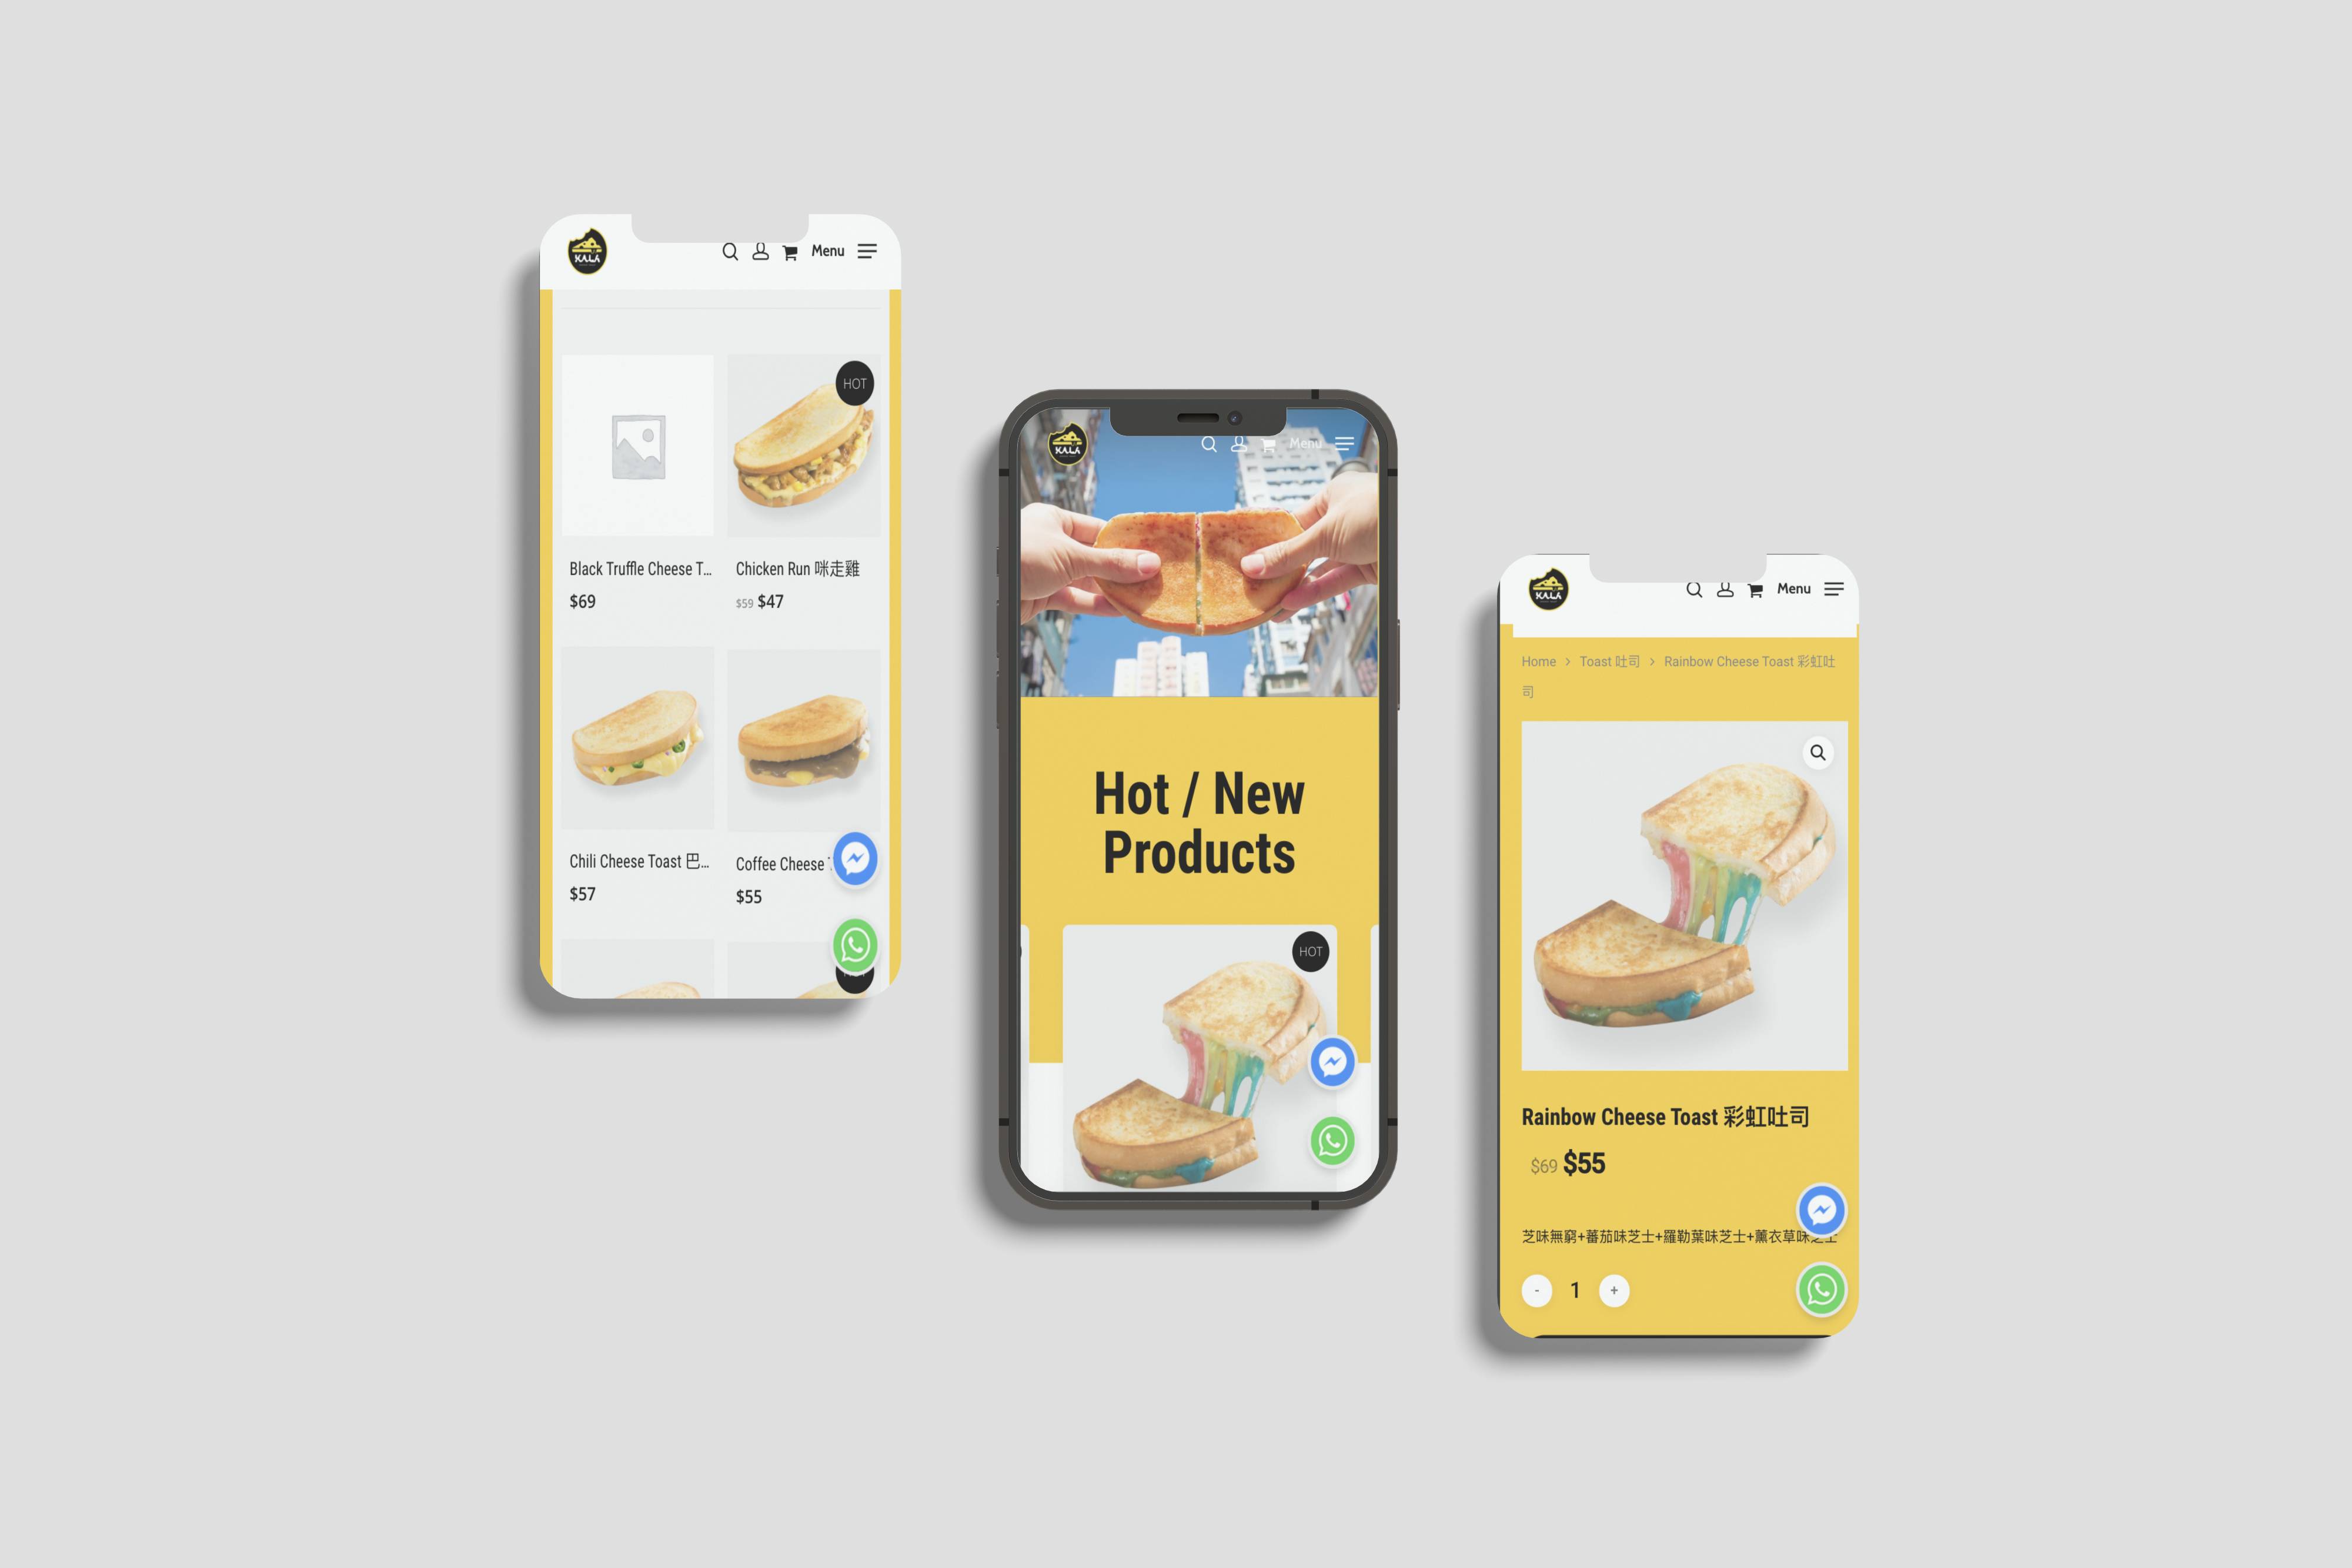 KALA
Menu
HOT
Black Truffle Cheese T...
Chicken Run 咪走雞
$69
$59 $47
Chili Cheese Toast 巴...
Coffee Cheese
$57
$55
KALA
Menu
Hot / New
Products
HOT
KALA
Menu
Home > Toast 吐司 > Rainbow Cheese Toast 彩虹吐
司
Rainbow Cheese Toast 彩虹吐司
$69 $55
芝味無窮+蕃茄味芝士+羅勒葉味芝士+薰衣草味芝士
- 1 +